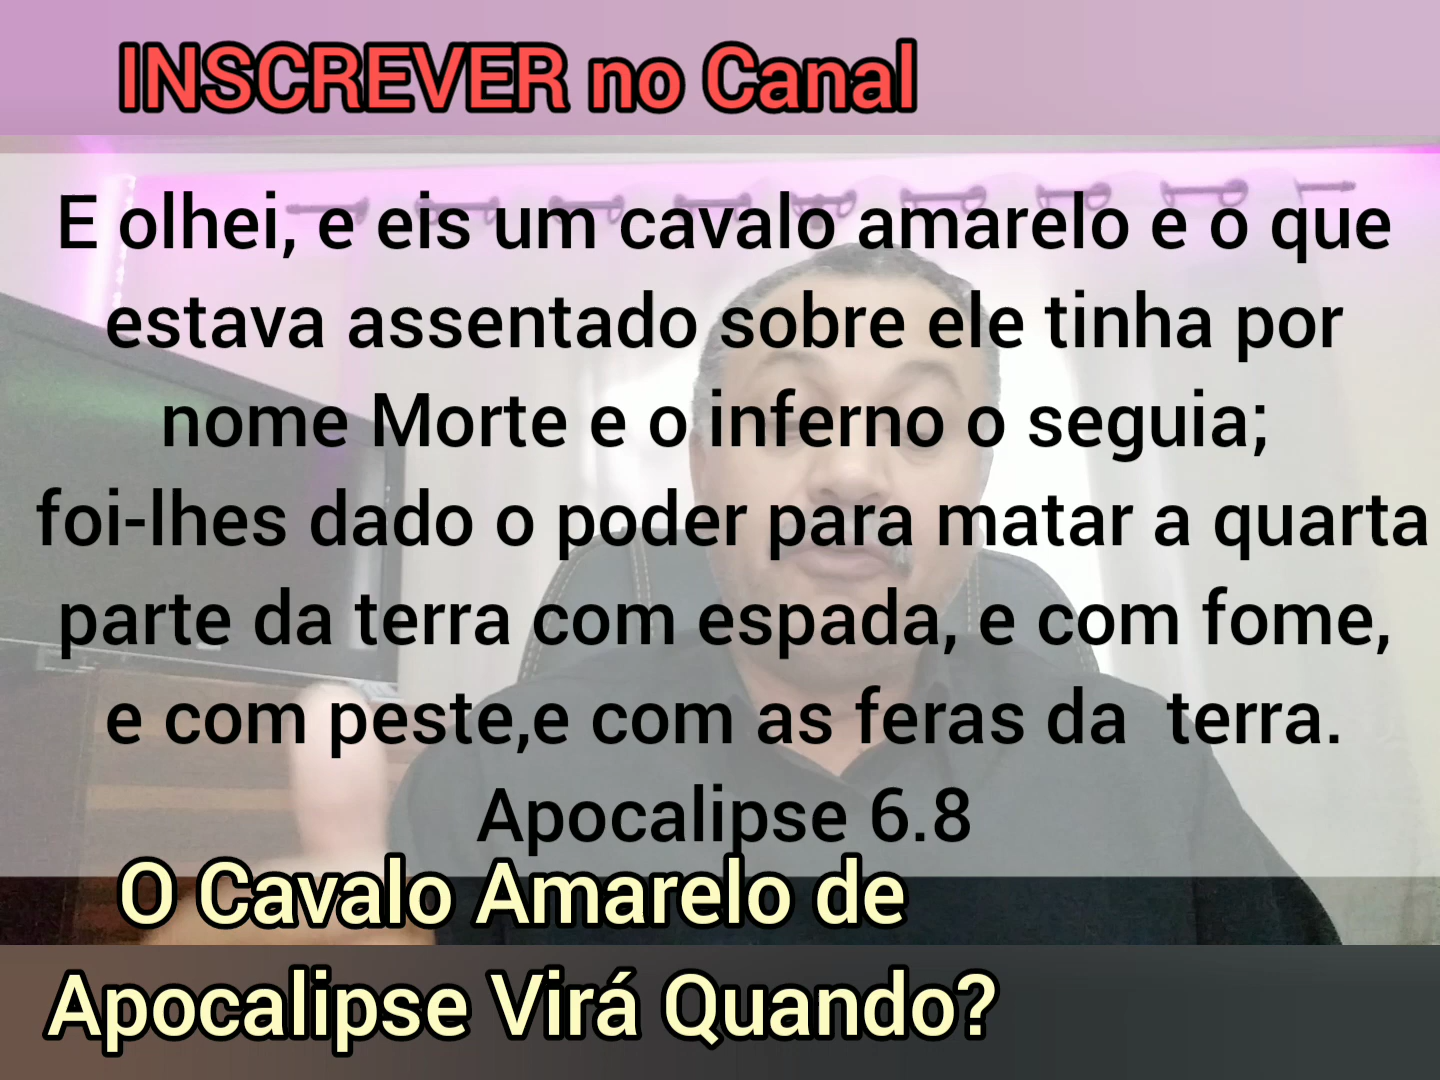 INSCREVER no Canal
E olhei, e eis um cavalo amarelo e o que
estava assentado sobre ele tinha por
nome Morte e o inferno o seguia;
foi-lhes dado o poder para matar a quarta
parte da terra com espada, e com fome,
e com peste,e com as feras da terra.
Apocalipse 6.8
O Cavalo Amarelo de
Apocalipse Virá Quando?